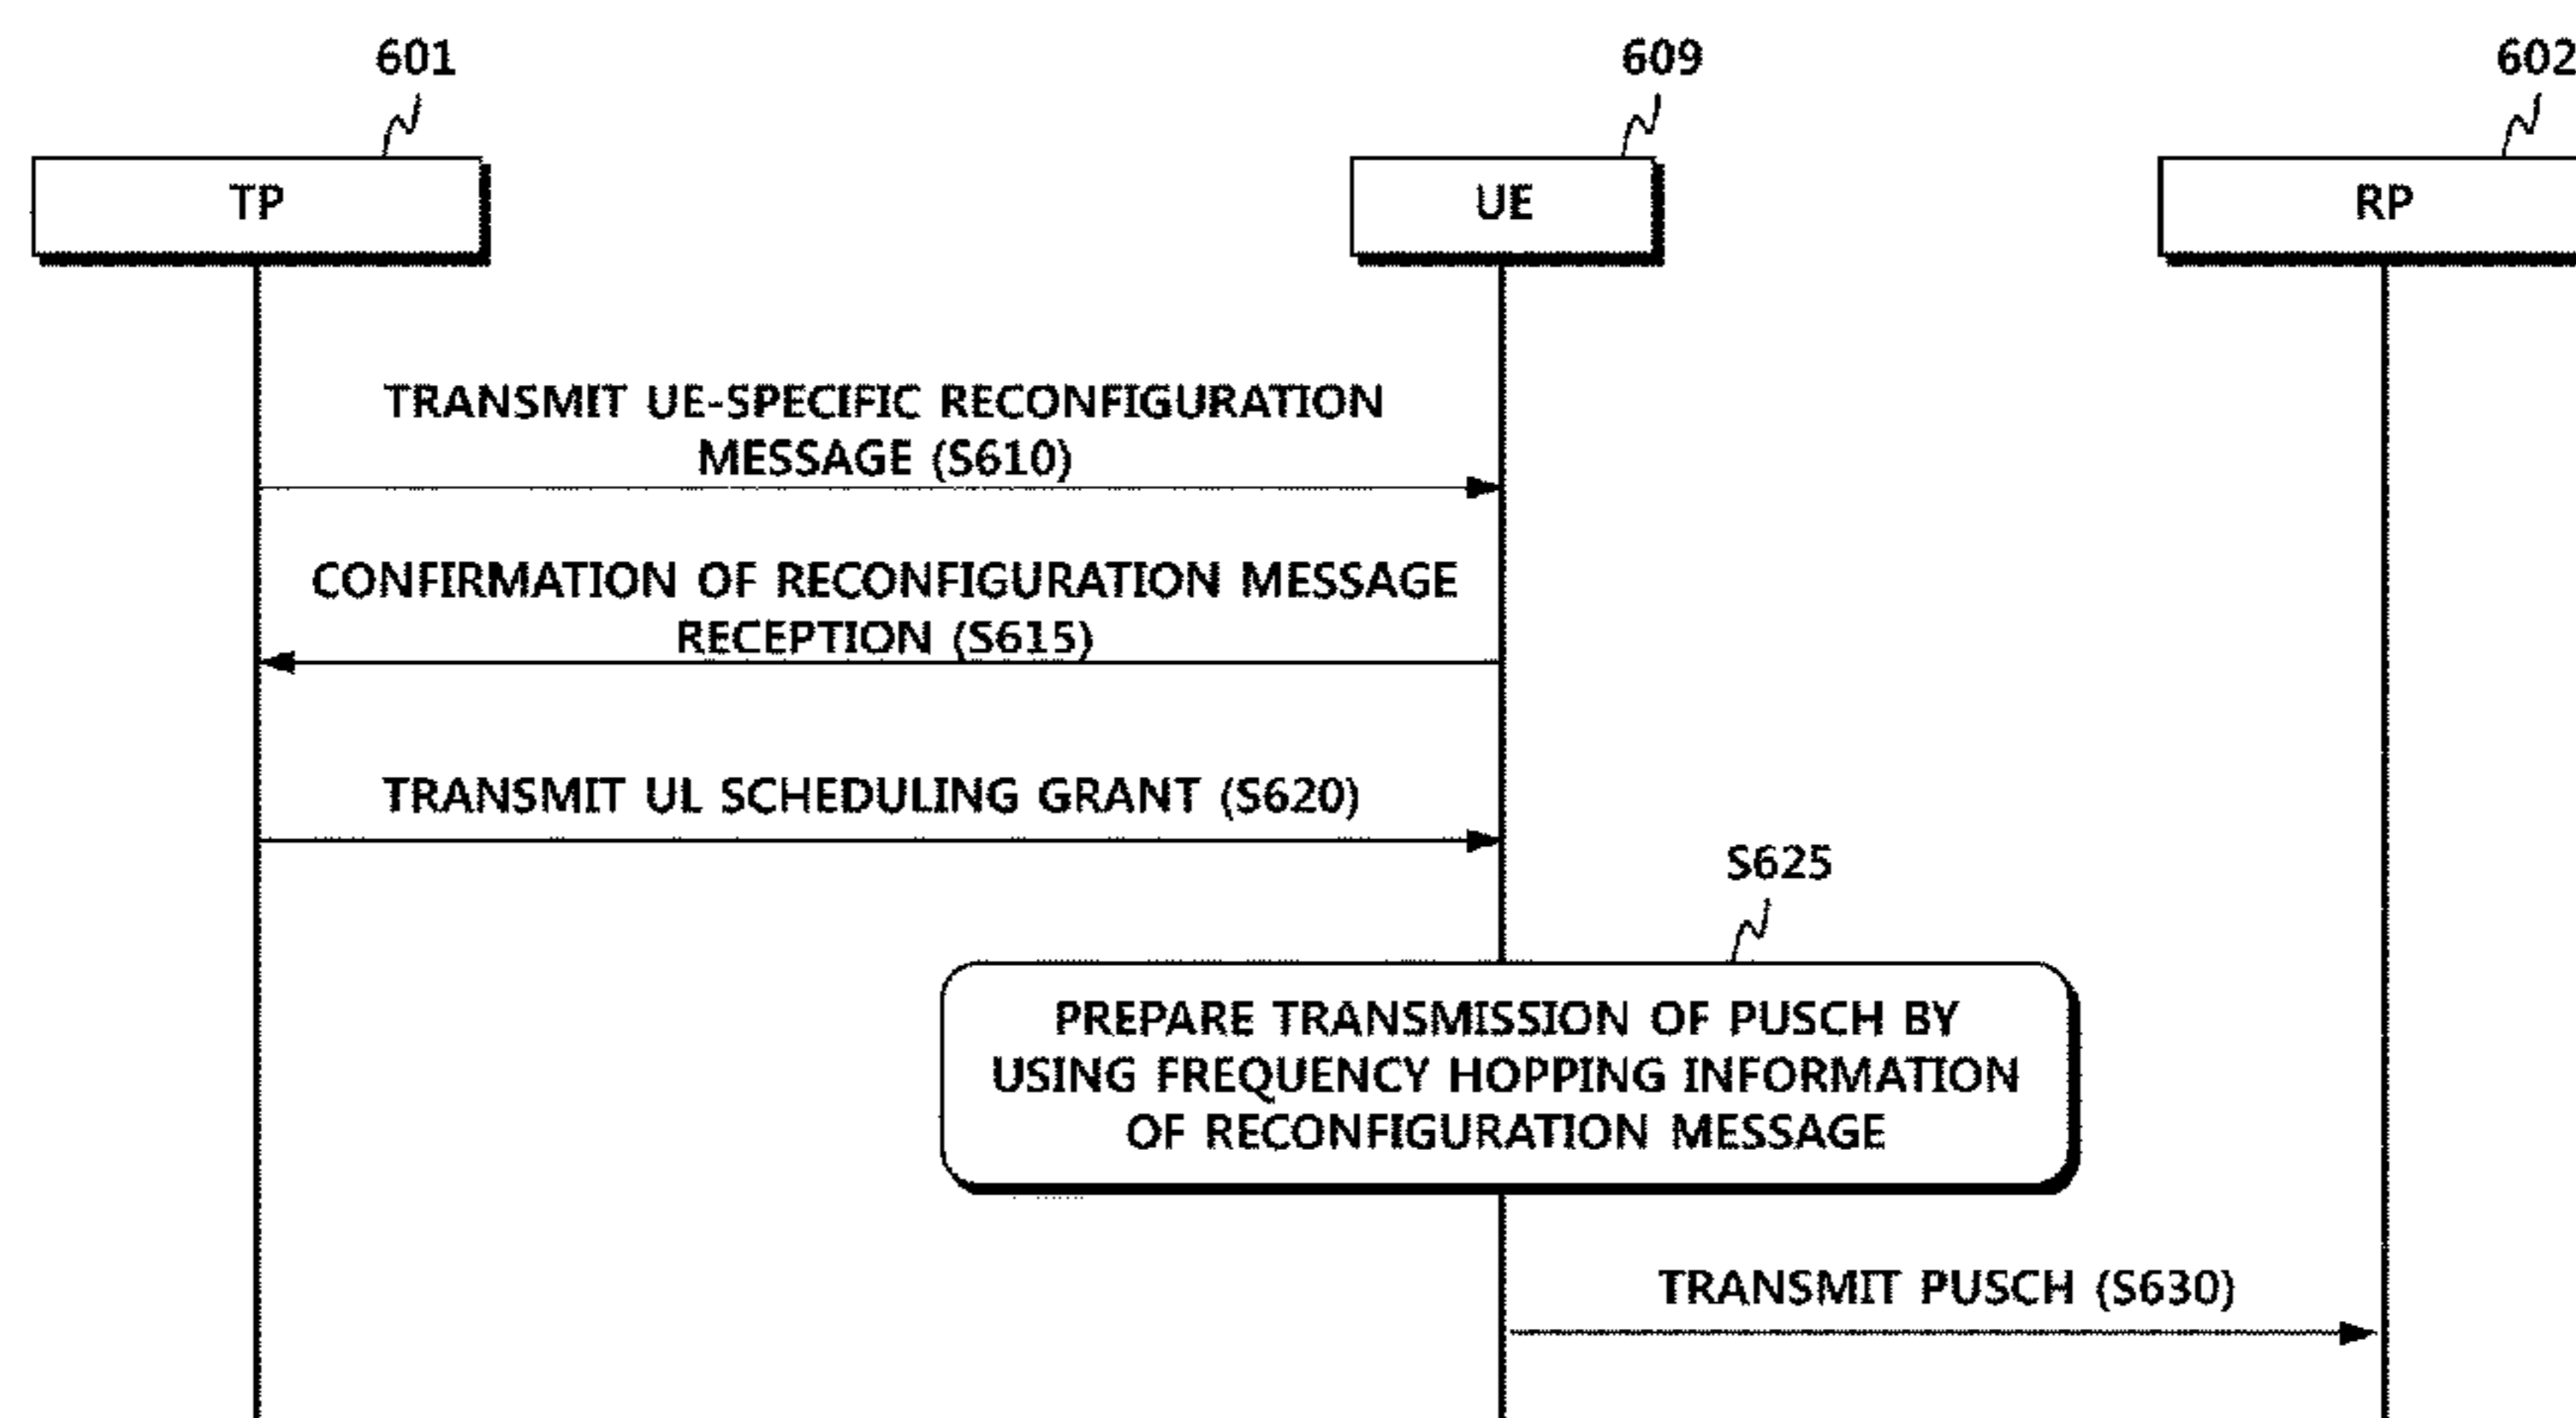 601
609
602
TP
UE
RP
TRANSMIT UE-SPECIFIC RECONFIGURATION
MESSAGE (S610)
CONFIRMATION OF RECONFIGURATION MESSAGE
RECEPTION (S615)
TRANSMIT UL SCHEDULING GRANT (S620)
S625
PREPARE TRANSMISSION OF PUSCH BY
USING FREQUENCY HOPPING INFORMATION
OF RECONFIGURATION MESSAGE
TRANSMIT PUSCH (S630)